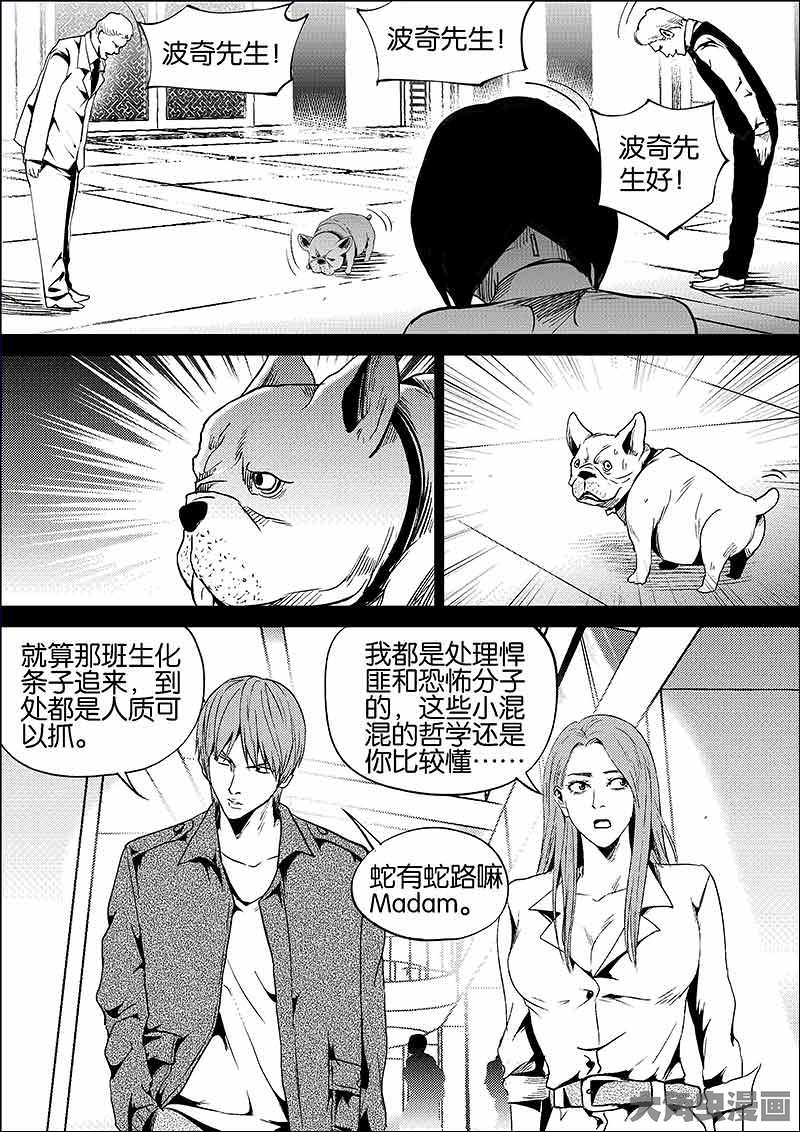 波奇先生！
波奇先生！
波奇先
生好！
就算那班生化
条子追来，到
处都是人质可
以抓。
我都是处理悍
匪和恐怖分子
的，这些小混
混的哲学还是
你比较懂……
蛇有蛇路嘛
Madam。
大角虫漫画